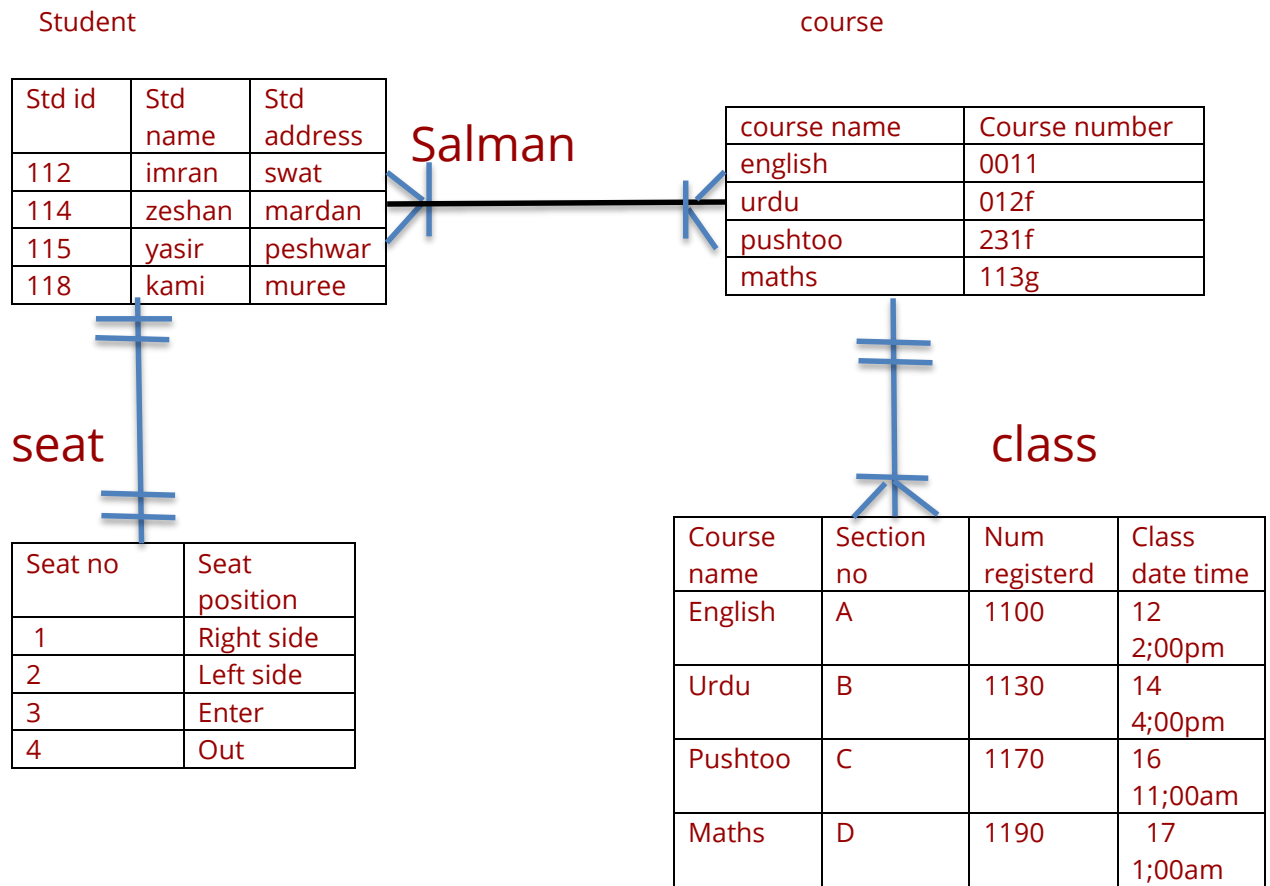 Student
course
Std id Std name Std address
112 imran swat
114 zeshan mardan
115 yasir peshwar
118 kami muree
Salman
course name Course number
english 0011
urdu 012f
pushtoo 231f
maths 113g
seat
class
Seat no Seat position
1 Right side
2 Left side
3 Enter
4 Out
Course name Section no Num registerd Class date time
English A 1100 12 2;00pm
Urdu B 1130 14 4;00pm
Pushtoo C 1170 16 11;00am
Maths D 1190 17 1;00am